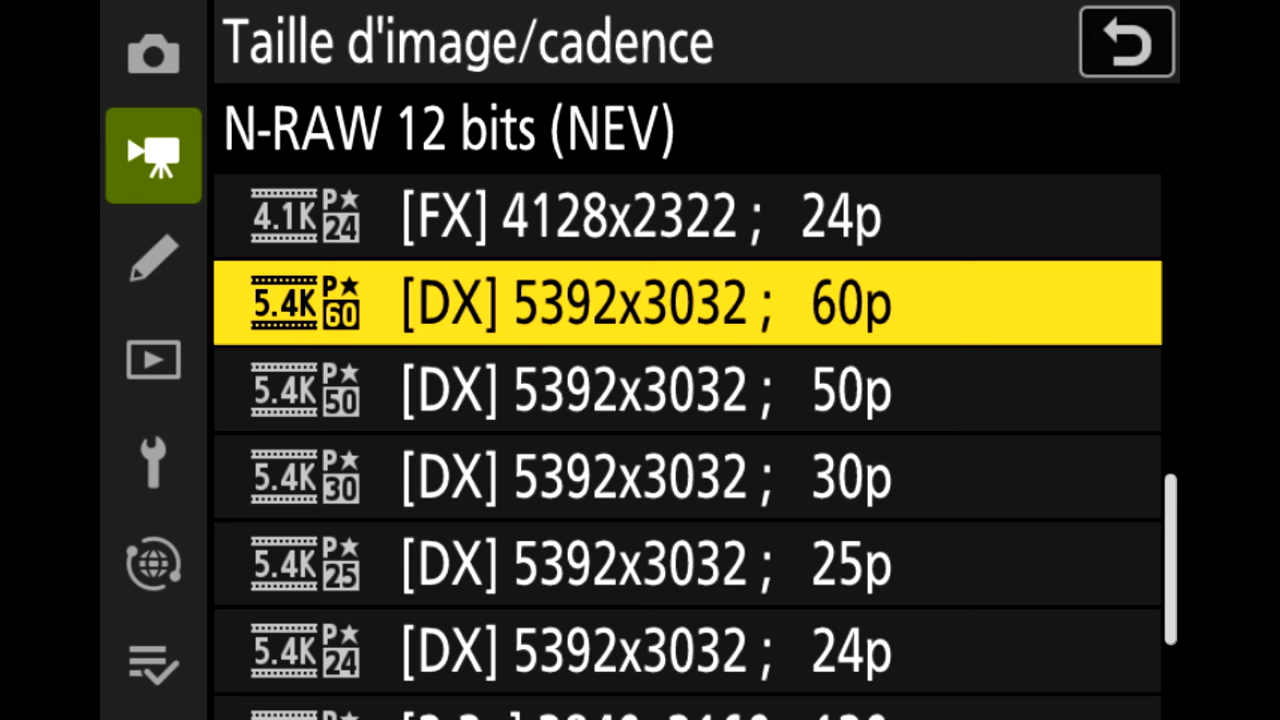 Taille d'image/cadence
N-RAW 12 bits (NEV)
4.1K P★ 24 [FX] 4128x2322 ; 24p
5.4K P★ 60 [DX] 5392x3032 ; 60p
5.4K P★ 50 [DX] 5392x3032 ; 50p
5.4K P★ 30 [DX] 5392x3032 ; 30p
5.4K P★ 25 [DX] 5392x3032 ; 25p
5.4K P★ 24 [DX] 5392x3032 ; 24p